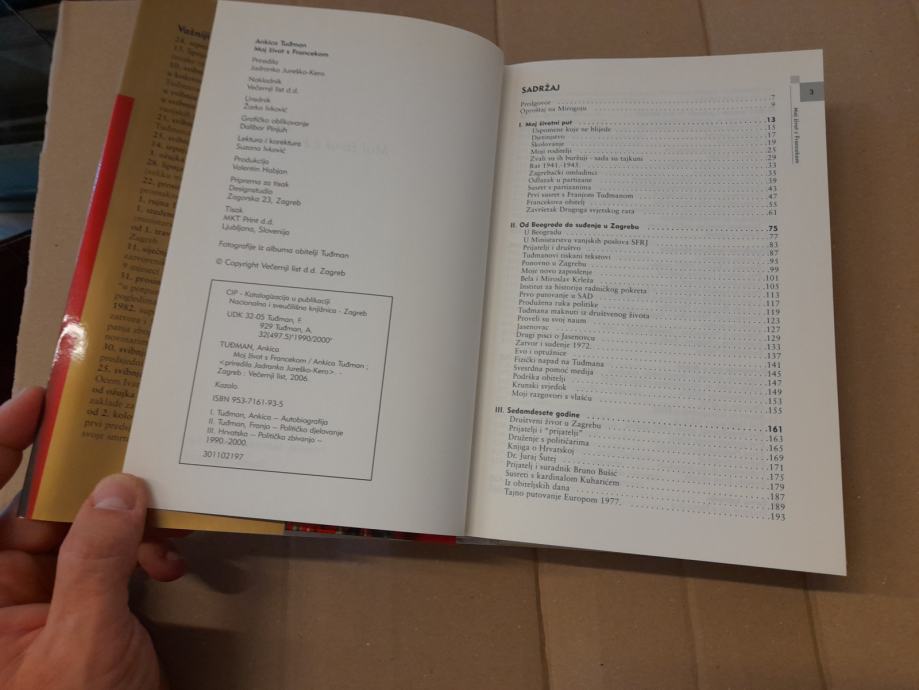 Važnij
24. srpn
15. lipnj
10. svibn
u kolov
Ankica Tuđman
Moj život s Francekom
Priredila
Jadranka Jureško-Kero
Nakladnik
Večernji list d.d.
Urednik
Žarko Ivković
Grafičko oblikovanje
Dalibor Plenjuh
Lektura i korektura
Suzana Ivković
Produkcija
Valentin Habjan
Priprema za tisak
Designstudio
Zagorska 23, Zagreb
Tisak
MKT Print d.d.
Ljubljana, Slovenija
Fotografije iz albuma obitelji Tuđman
© Copyright Večernji list d.d. Zagreb
CIP - Katalogizacija u publikaciji
Nacionalna i sveučilišna knjižnica - Zagreb
UDK 32-05 Tuđman, F.
929 Tuđman, A.
32(497.5)"1990/2000"
TUĐMAN, Ankica
Moj život s Francekom / Ankica Tuđman ;
<priredila Jadranka Jureško-Kero>. -
Zagreb : Večernji list, 2006.
Kazalo.
ISBN 953-7161-93-5
I. Tuđman, Ankica -- Autobiografija
II. Tuđman, Franjo -- Političko djelovanje
III. Hrvatska -- Politička zbivanja --
1990.-2000.
301102197
3
Moj život s Francekom
SADRŽAJ
Predgovor 7
Oproštaj na Mirogoju 9
I. Moj životni put 13
Uspomene koje ne blijede 15
Djetinjstvo 17
Školovanje 19
Moji roditelji 25
Zvali su ih buržuji - sada su tajkuni 29
Rat 1941.-1945. 33
Zagrebački omladinci 35
Odlazak u partizane 39
Susret s partizanima 43
Prvi susret s Franjom Tuđmanom 47
Francekova obitelj 55
Završetak Drugoga svjetskog rata 61
II. Od Beograda do suđenja u Zagrebu 75
U Beogradu 77
U Ministarstvu vanjskih poslova SFRJ 83
Prijatelji i društvo 87
Tuđmanovi tiskani tekstovi 95
Ponovno u Zagrebu 99
Moje novo zaposlenje 101
Bela i Miroslav Krleža 105
Institut za historiju radničkog pokreta 113
Prvo putovanje u SAD 117
Produžena ruka politike 119
Tuđmana maknuti iz društvenog života 123
Proveli su svoj naum 127
Jasenovac 129
Drugi pisci o Jasenovcu 133
Zatvor i suđenje 1972. 137
Evo i optužnice 141
Fizički napad na Tuđmana 145
Svesrdna pomoć medija 147
Podrška obitelji 149
Krunski svjedok 153
Moji razgovori s vlašću 155
III. Sedamdesete godine 161
Društveni život u Zagrebu 163
Prijatelji i "prijatelji" 165
Druženje s političarima 169
Knjiga o Hrvatskoj 171
Dr. Juraj Šutej 175
Prijatelj i suradnik Bruno Bušić 179
Susreti s kardinalom Kuharićem 187
Iz obiteljskih dana 189
Tajno putovanje Europom 1977. 193